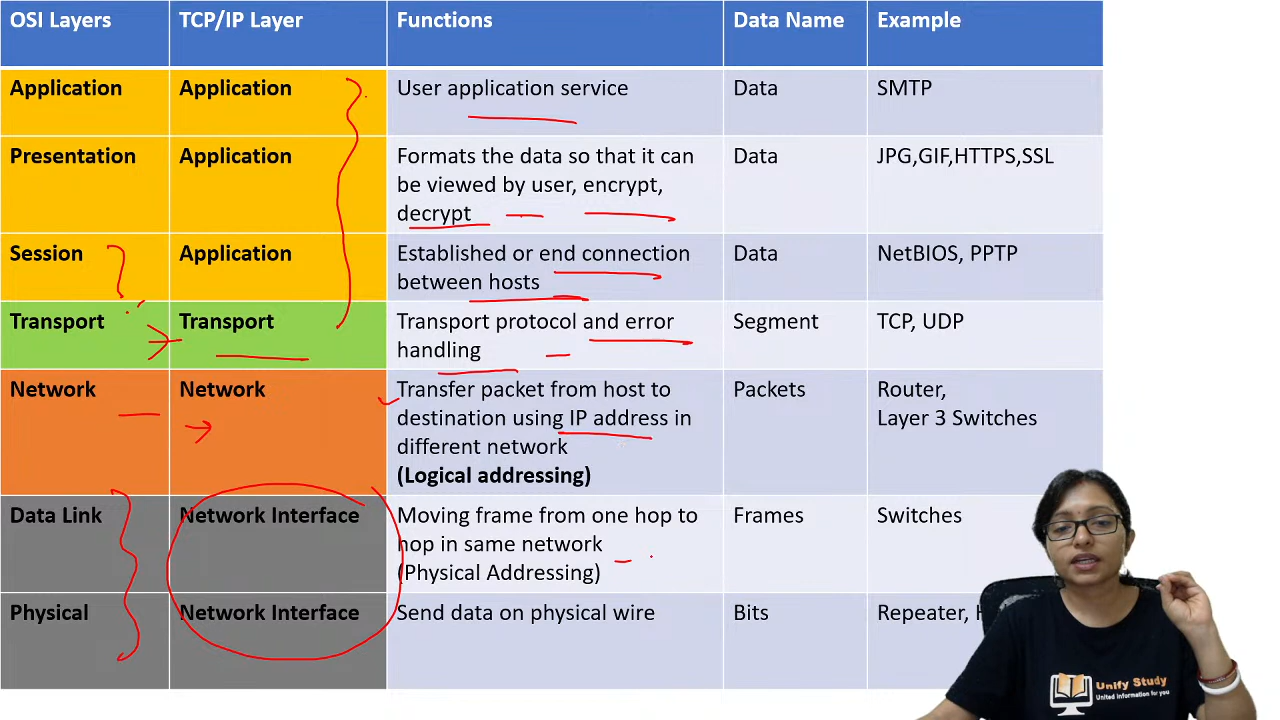 OSI Layers TCP/IP Layer Functions Data Name Example
Application Application User application service Data SMTP
Presentation Application Formats the data so that it can Data JPG,GIF,HTTPS,SSL
be viewed by user, encrypt,
decrypt
Session Application Established or end connection Data NetBIOS, PPTP
between hosts
Transport Transport Transport protocol and error Segment TCP, UDP
handling
Network Network Transfer packet from host to Packets Router,
destination using IP address in Layer 3 Switches
different network
(Logical addressing)
Data Link Network Interface Moving frame from one hop to Frames Switches
hop in same network
(Physical Addressing)
Physical Network Interface Send data on physical wire Bits Repeater,
Unify Study
United information for you